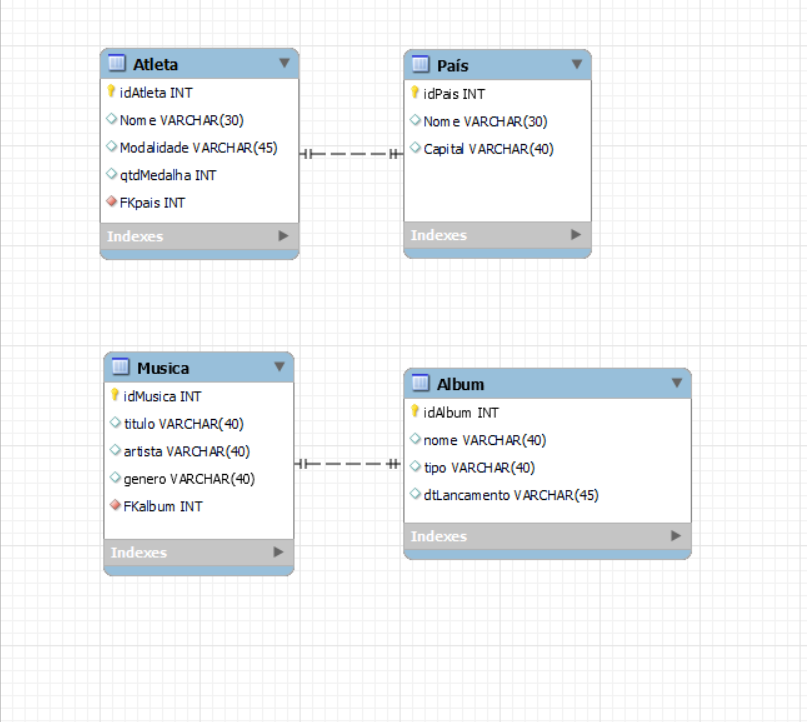 Atleta
idAtleta INT
Nome VARCHAR(30)
Modalidade VARCHAR(45)
qtdMedalha INT
FKpais INT
Indexes
País
idPais INT
Nome VARCHAR(30)
Capital VARCHAR(40)
Indexes
Musica
idMusica INT
titulo VARCHAR(40)
artista VARCHAR(40)
genero VARCHAR(40)
FKalbum INT
Indexes
Album
idAlbum INT
nome VARCHAR(40)
tipo VARCHAR(40)
dtLancamento VARCHAR(45)
Indexes